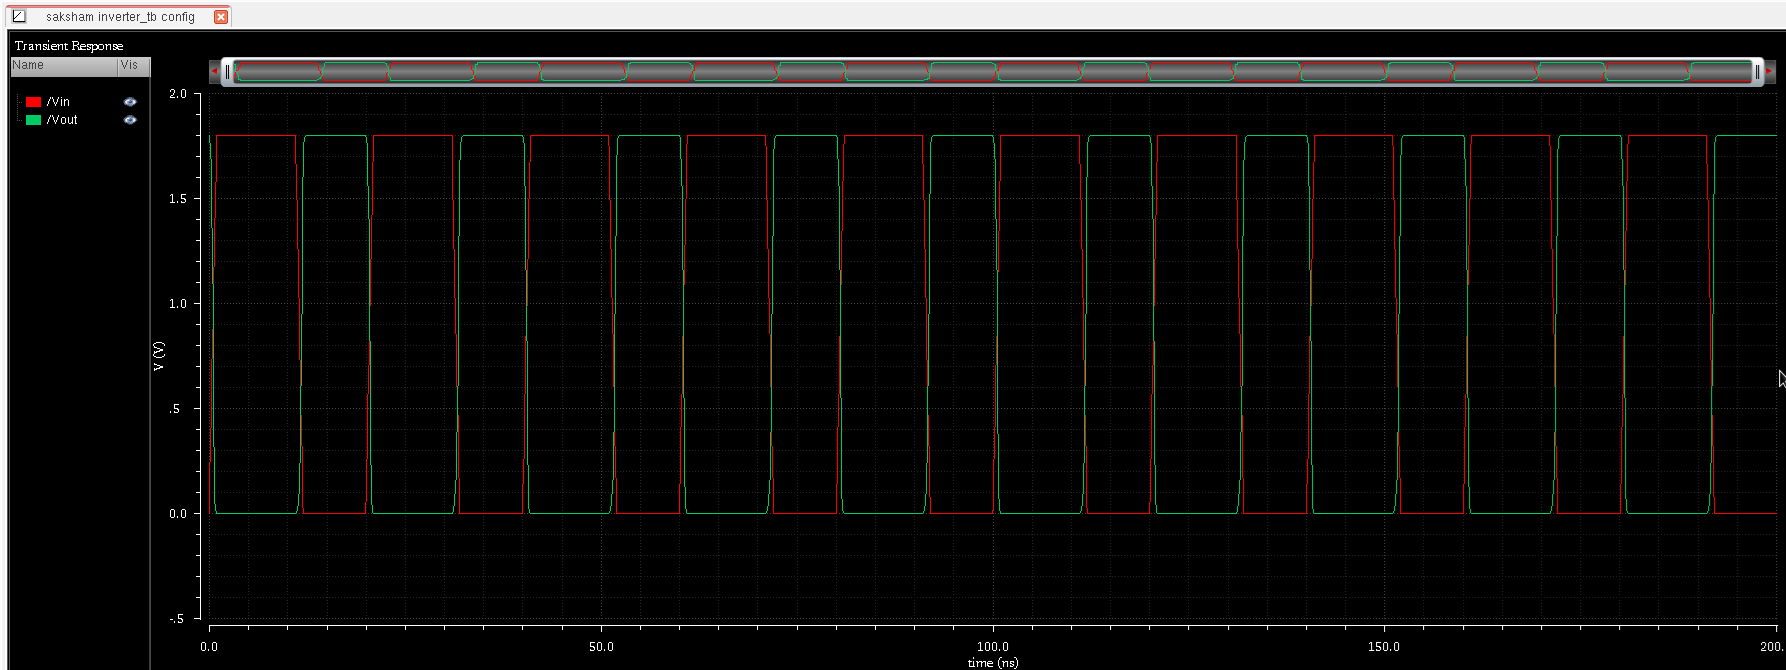 saksham inverter_tb config
Transient Response
Name Vis
/Vin
/Vout
2.0
1.5
1.0
.5
0.0
-.5
V (V)
0.0 50.0 100.0 150.0 200.
time (ns)